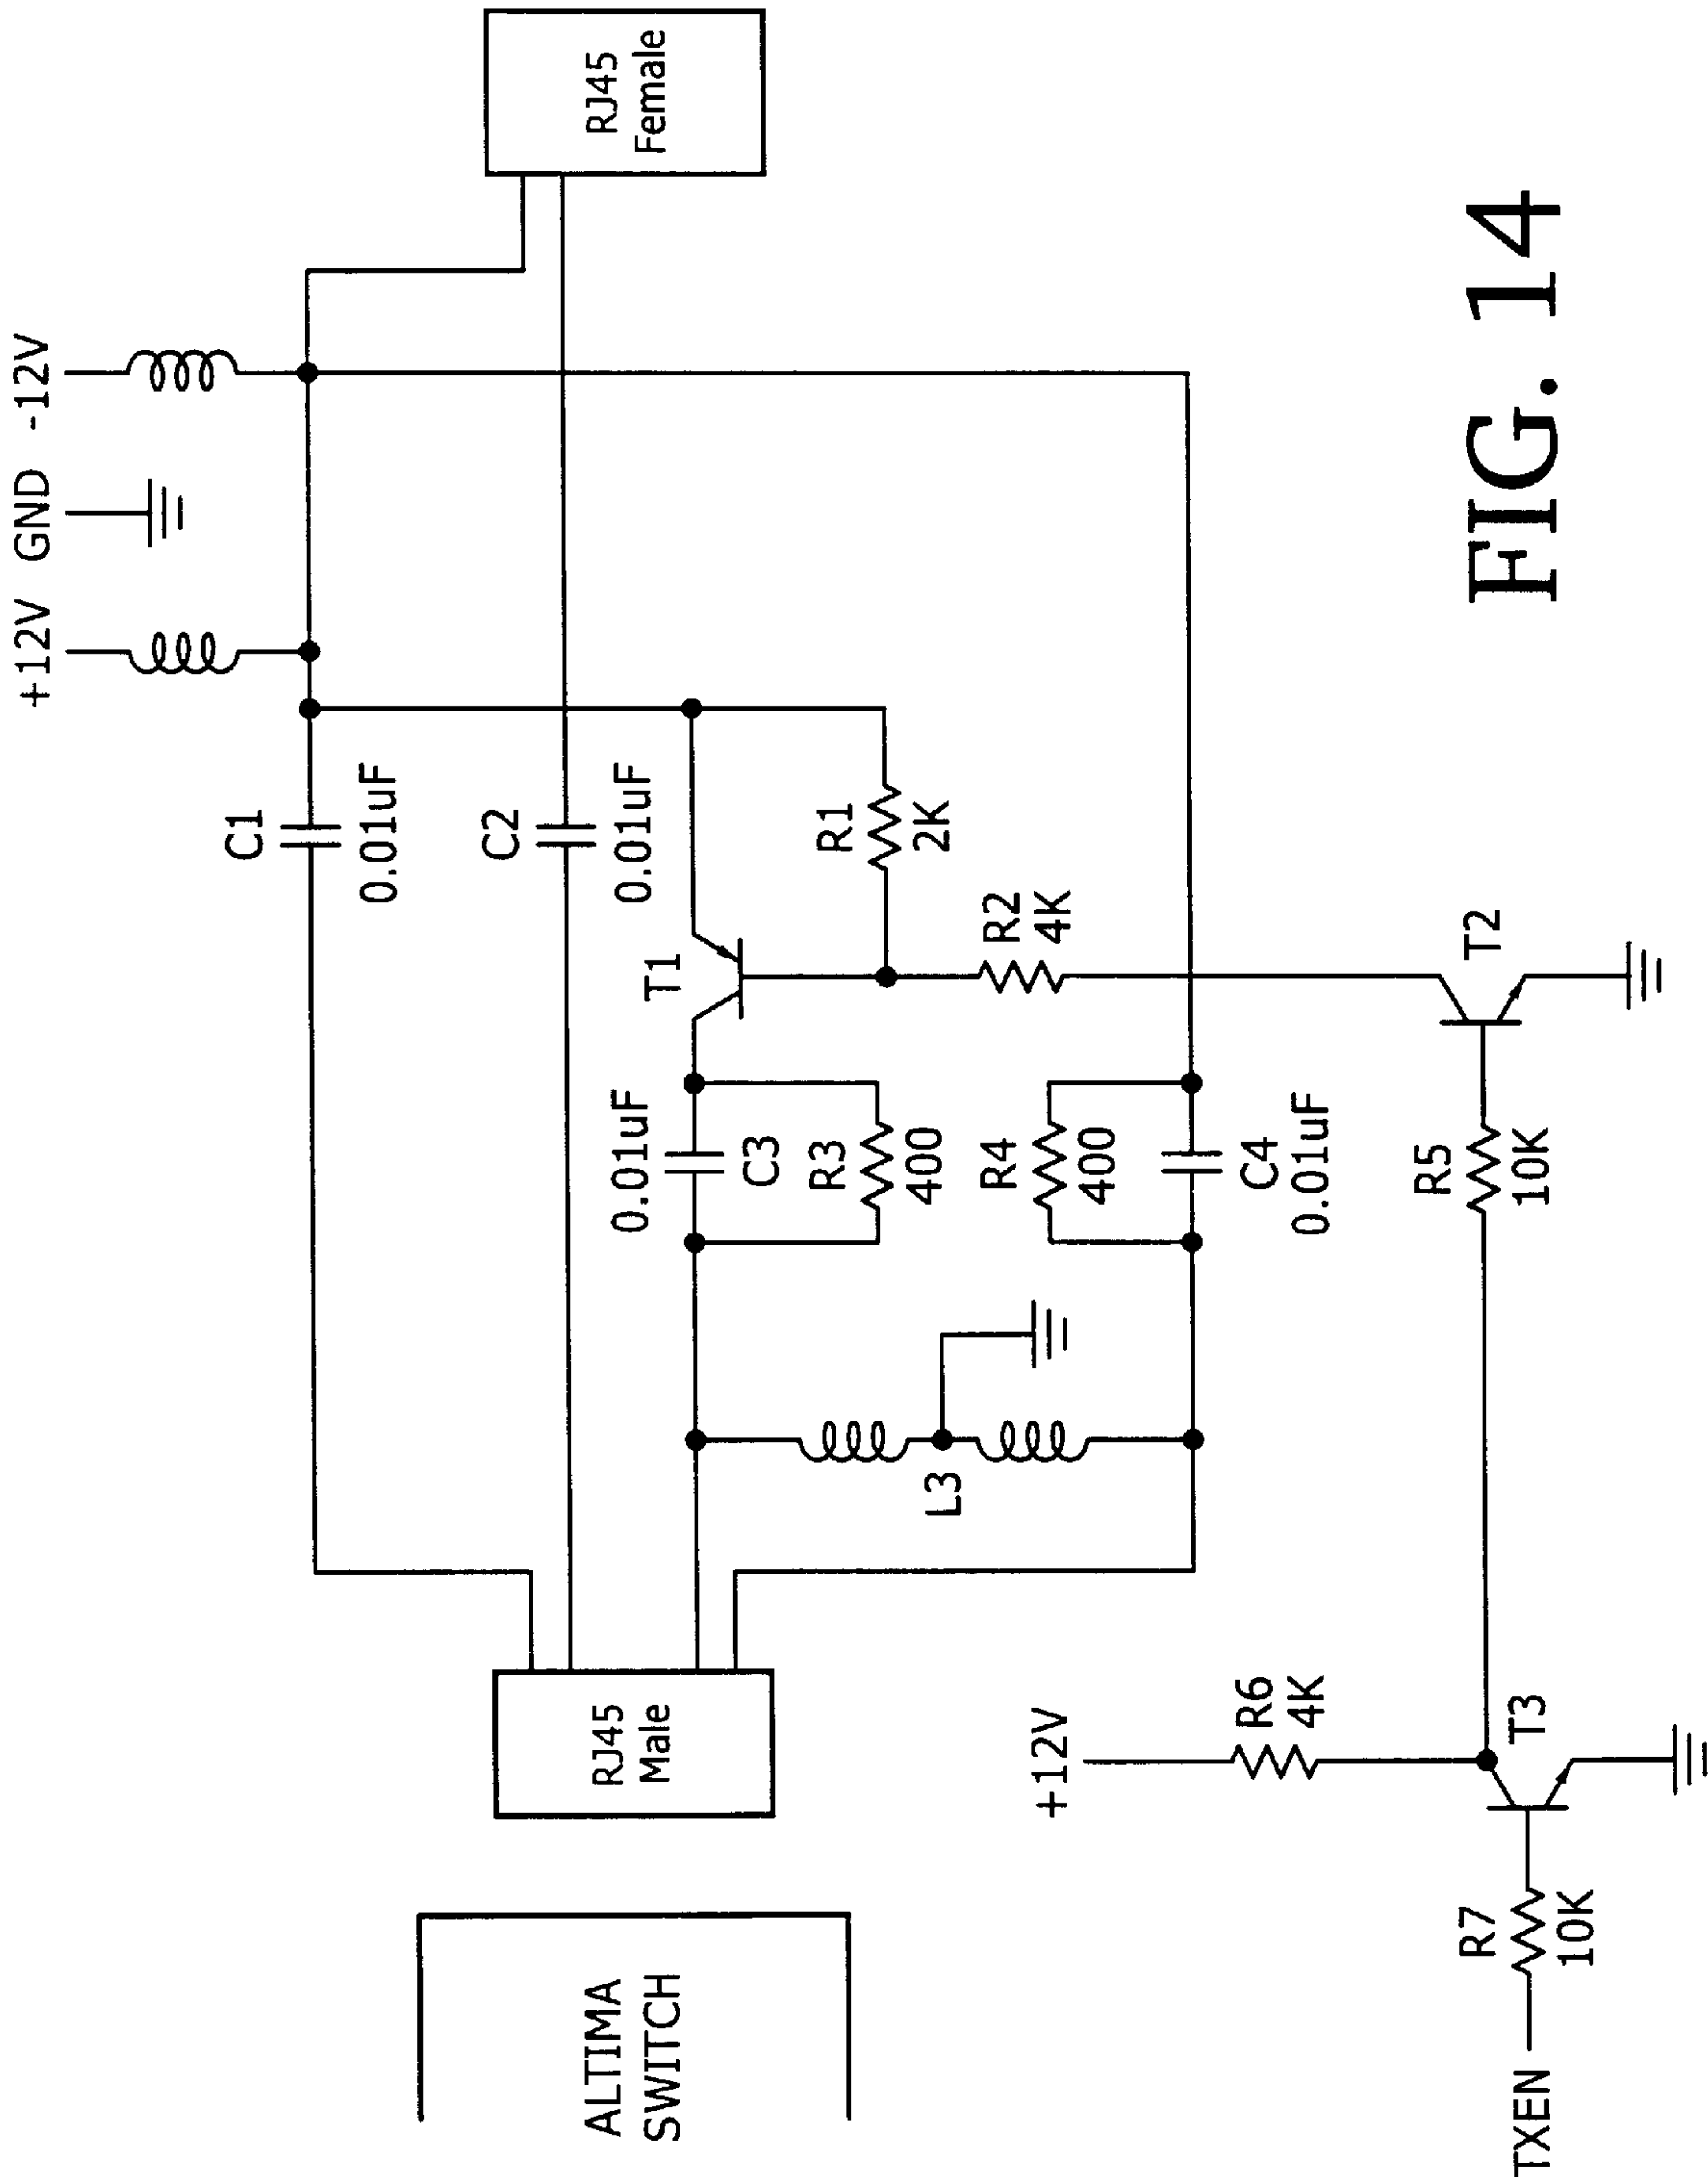 +12V GND -12V
RJ45
Female
C1
0.01uF
C2
0.01uF
T1
R1
2K
R2
4K
0.01uF
C3
R3
400
R4
400
C4
0.01uF
T2
R5
10K
L3
RJ45
Male
+12V
R6
4K
T3
R7
10K
TXEN
ALTIMA
SWITCH
FIG. 14